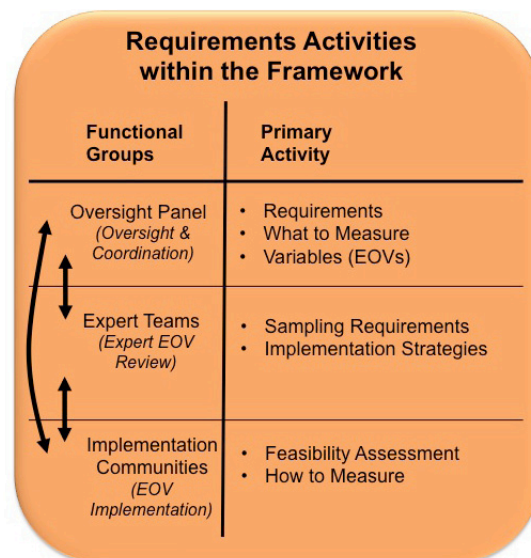 Requirements Activities
within the Framework
Functional
Groups
Primary
Activity
Oversight Panel
(Oversight &
Coordination)
• Requirements
• What to Measure
• Variables (EOVs)
Expert Teams
(Expert EOV
Review)
• Sampling Requirements
• Implementation Strategies
Implementation
Communities
(EOV
Implementation)
• Feasibility Assessment
• How to Measure